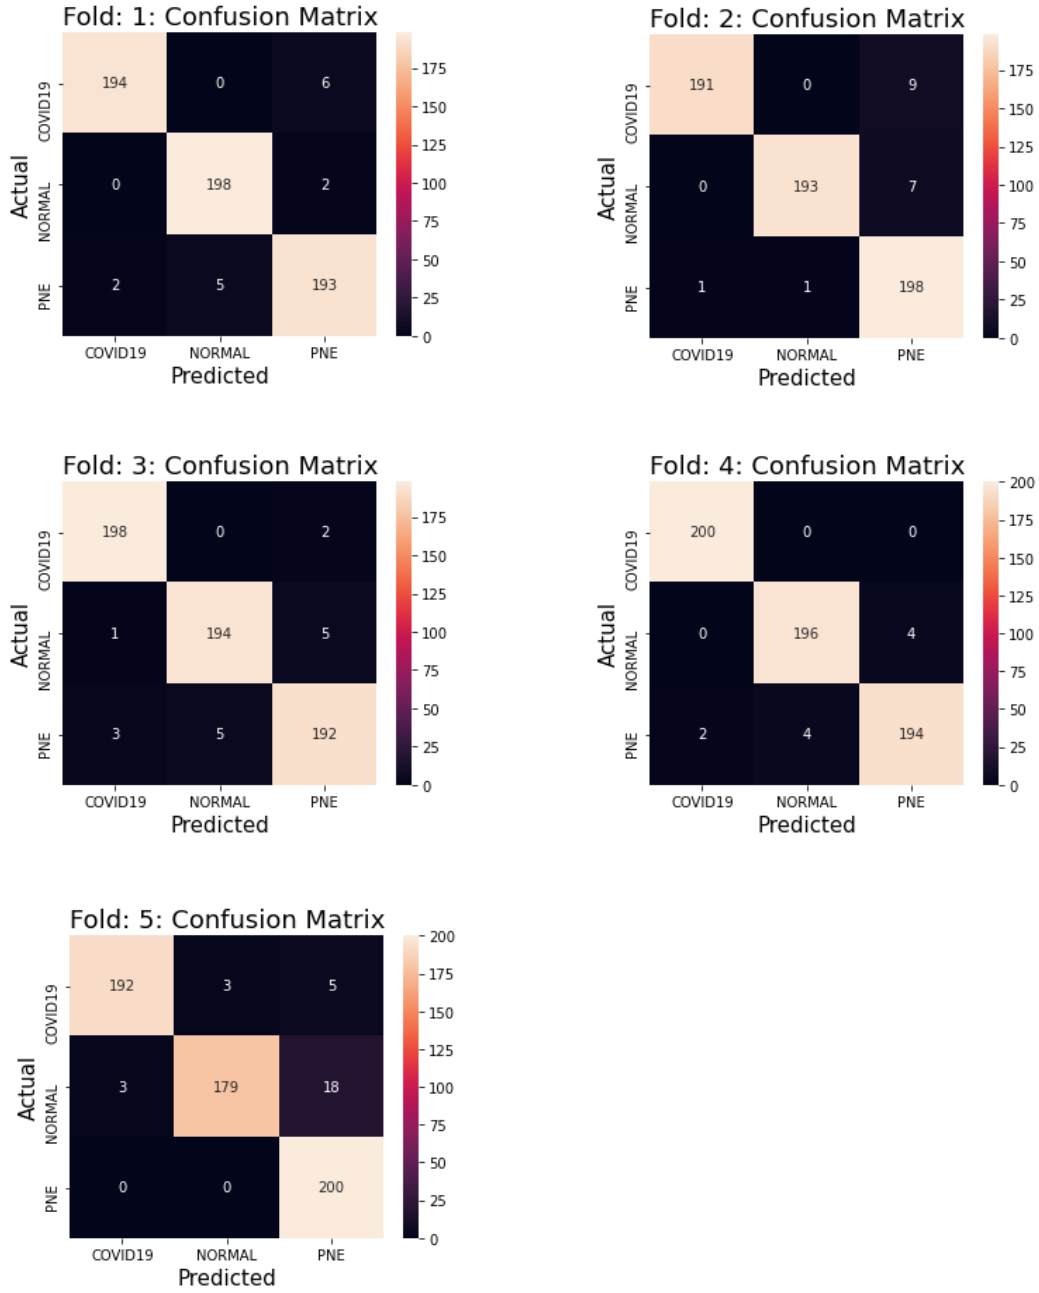 Fold: 1: Confusion Matrix
COVID19 194 0 6
NORMAL 0 198 2
PNE 2 5 193
Actual
COVID19 NORMAL PNE
Predicted
175
150
125
100
75
50
25
0
Fold: 2: Confusion Matrix
COVID19 191 0 9
NORMAL 0 193 7
PNE 1 1 198
Actual
COVID19 NORMAL PNE
Predicted
175
150
125
100
75
50
25
0
Fold: 3: Confusion Matrix
COVID19 198 0 2
NORMAL 1 194 5
PNE 3 5 192
Actual
COVID19 NORMAL PNE
Predicted
175
150
125
100
75
50
25
0
Fold: 4: Confusion Matrix
COVID19 200 0 0
NORMAL 0 196 4
PNE 2 4 194
Actual
COVID19 NORMAL PNE
Predicted
200
175
150
125
100
75
50
25
0
Fold: 5: Confusion Matrix
COVID19 192 3 5
NORMAL 3 179 18
PNE 0 0 200
Actual
COVID19 NORMAL PNE
Predicted
200
175
150
125
100
75
50
25
0